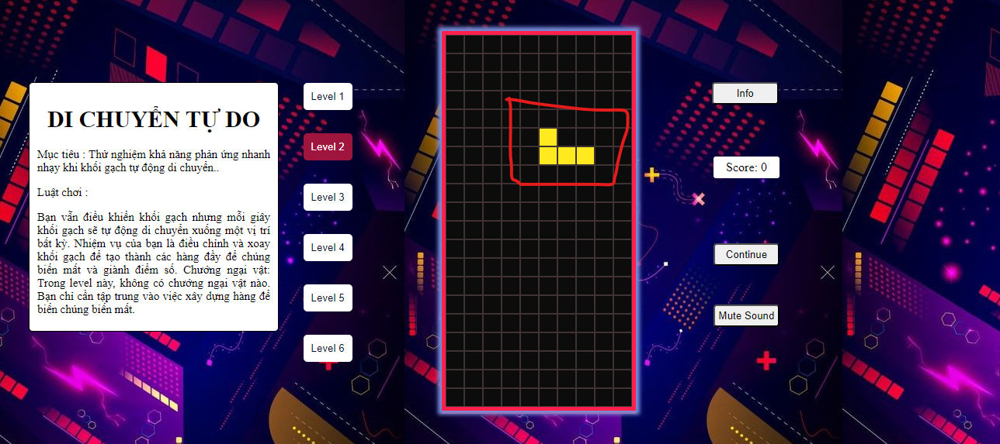 DI CHUYỂN TỰ DO
Mục tiêu : Thử nghiệm khả năng phản ứng nhanh
nhạy khi khối gạch tự động di chuyển..
Luật chơi :
Bạn vẫn điều khiển khối gạch nhưng mỗi giây
khối gạch sẽ tự động di chuyển xuống một vị trí
bất kỳ. Nhiệm vụ của bạn là điều chỉnh và xoay
khối gạch để tạo thành các hàng đầy để chúng
biến mất và giành điểm số. Chướng ngại vật:
Trong level này, không có chướng ngại vật nào.
Bạn chỉ cần tập trung vào việc xây dựng hàng để
biến chúng biến mất.
Level 1
Level 2
Level 3
Level 4
Level 5
Level 6
Info
Score: 0
Continue
Mute Sound